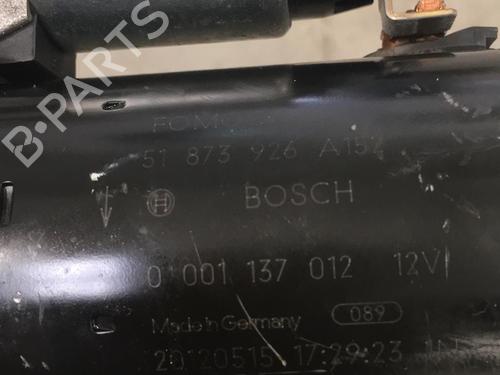 FOMOCO
51 873 926 A152
BOSCH
0 001 137 012 12V
Made in Germany 089
20120515 17:29:23
B-PARTS